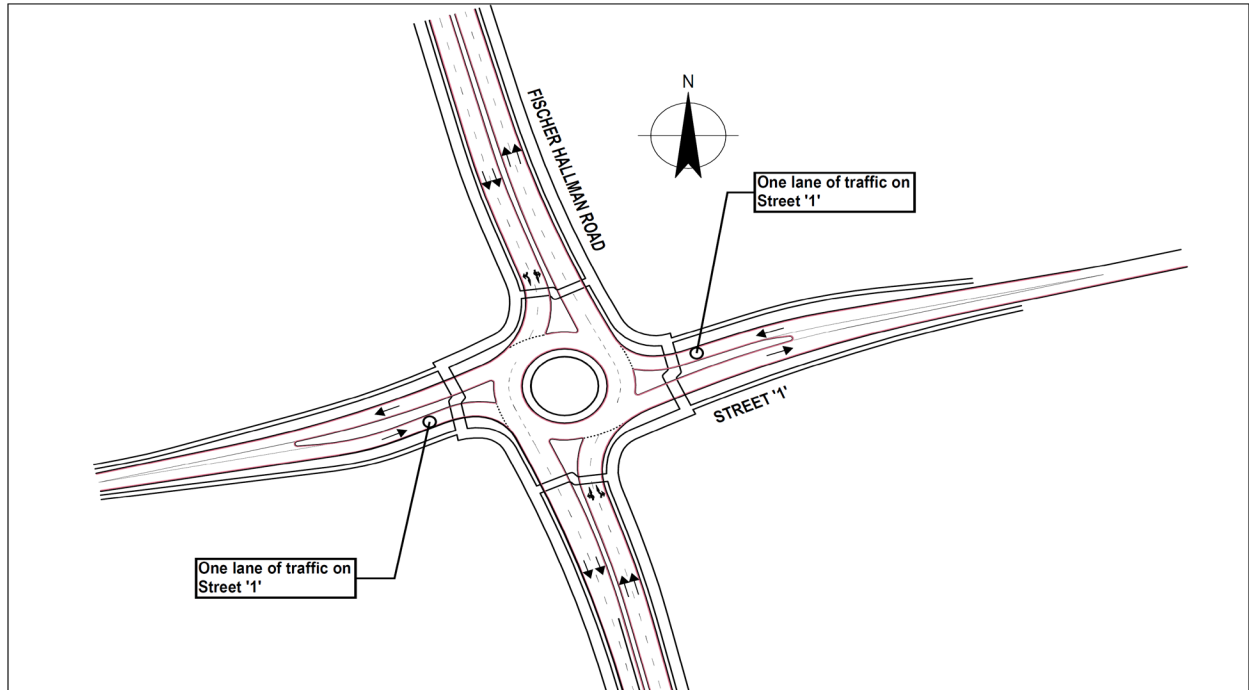 N
FISCHER HALLMAN ROAD
One lane of traffic on
Street '1'
STREET '1'
One lane of traffic on
Street '1'